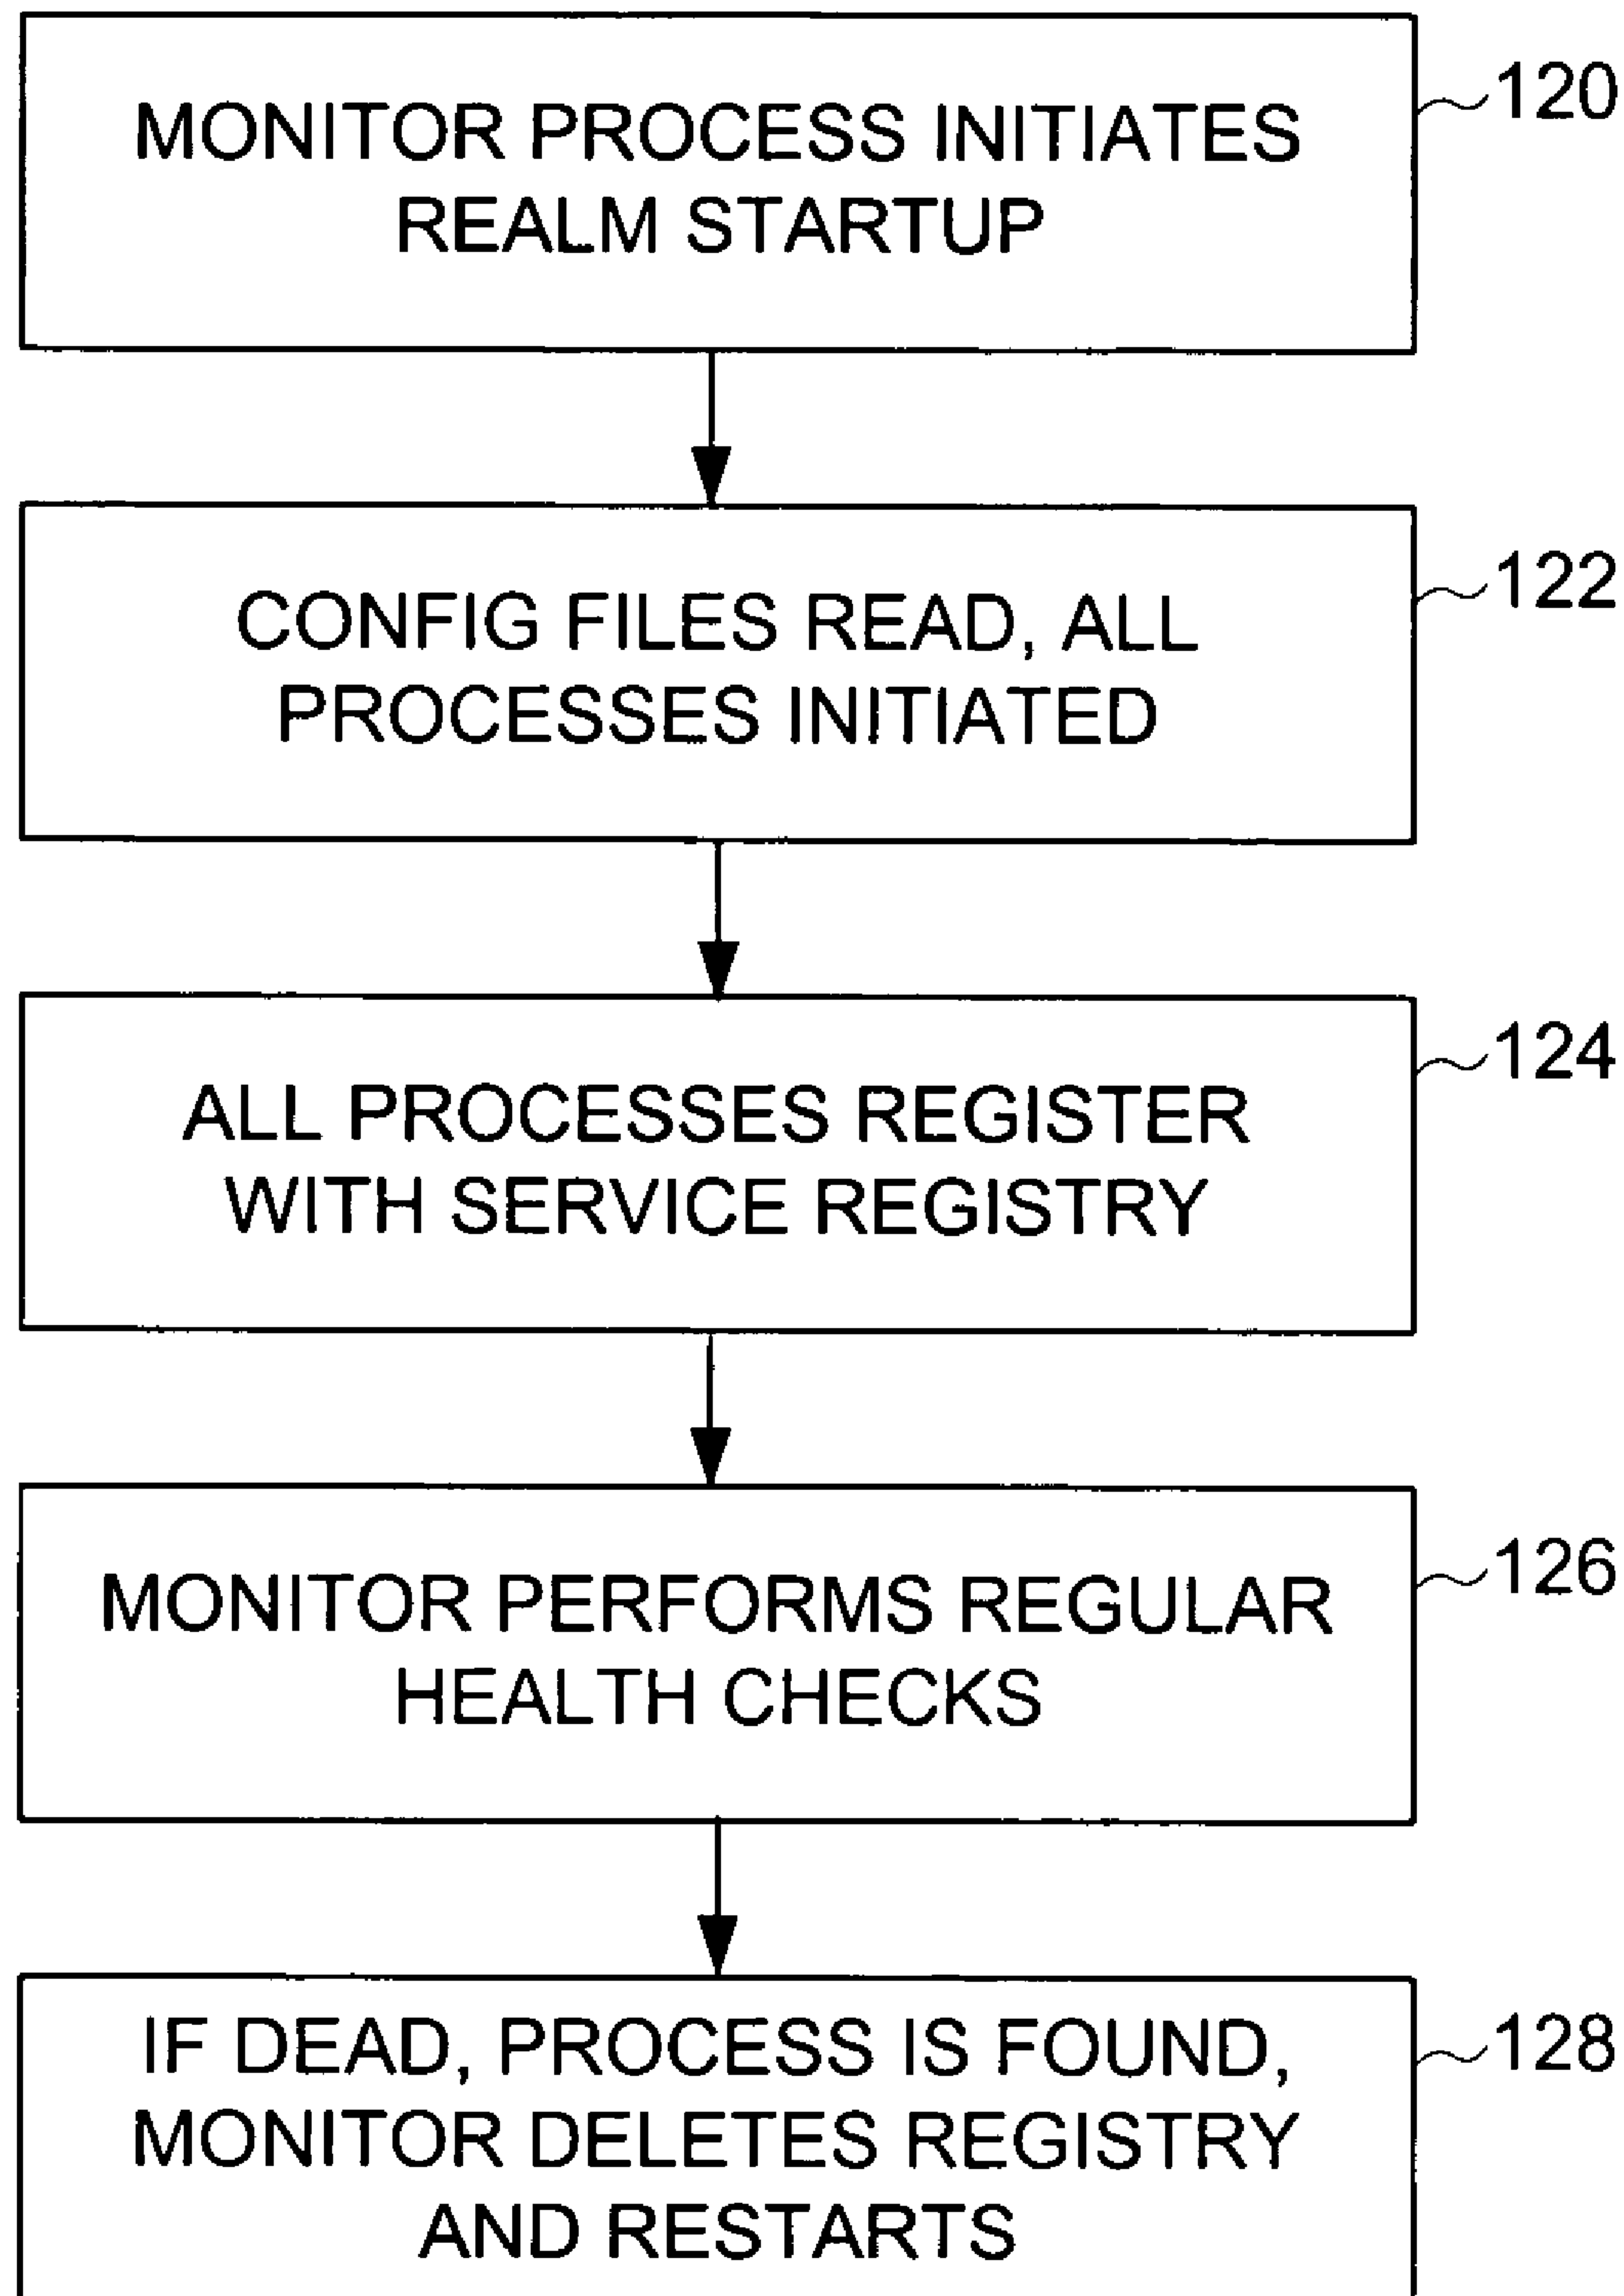 MONITOR PROCESS INITIATES
REALM STARTUP
120
CONFIG FILES READ, ALL
PROCESSES INITIATED
122
ALL PROCESSES REGISTER
WITH SERVICE REGISTRY
124
MONITOR PERFORMS REGULAR
HEALTH CHECKS
126
IF DEAD, PROCESS IS FOUND,
MONITOR DELETES REGISTRY
AND RESTARTS
128